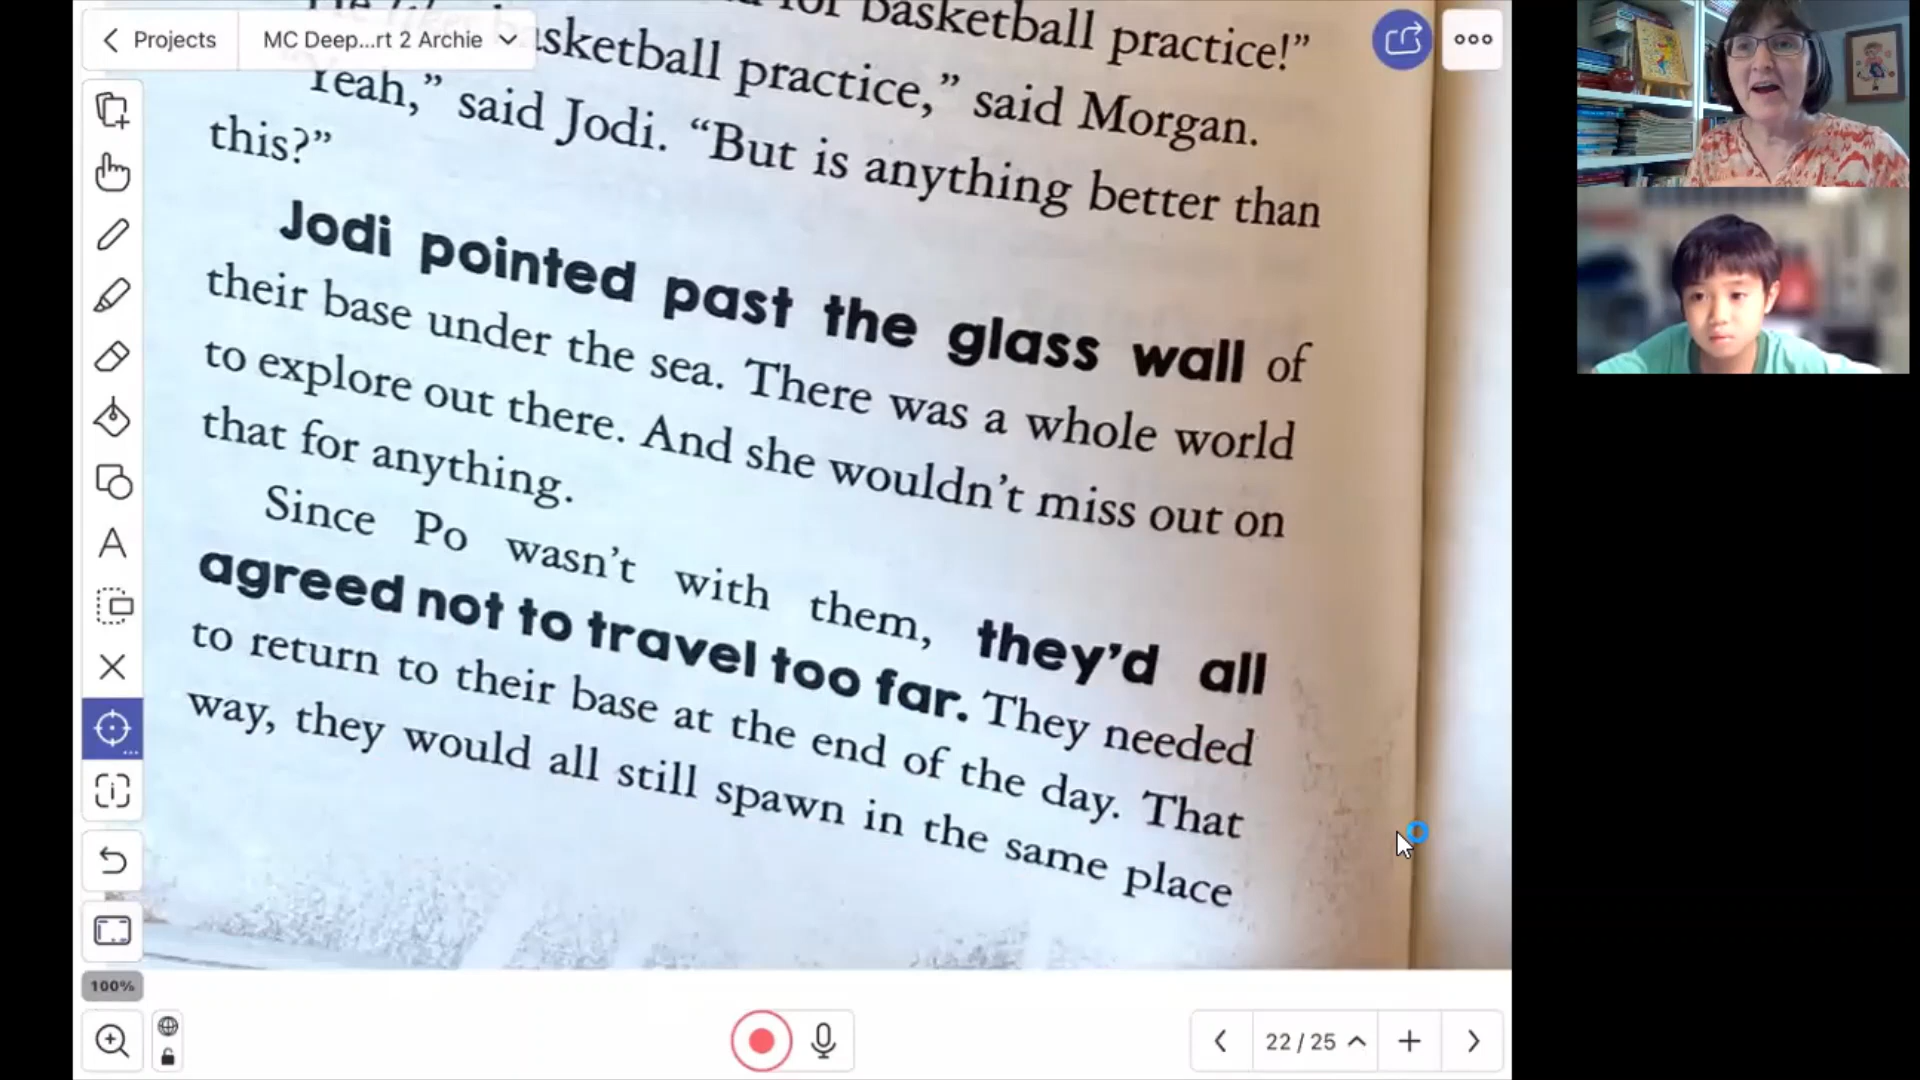 Projects
MC Deep...rt 2 Archie
for basketball practice!”
basketball practice,” said Morgan.
Yeah,” said Jodi. “But is anything better than
this?”
Jodi pointed past the glass wall of
their base under the sea. There was a whole world
to explore out there. And she wouldn’t miss out on
that for anything.
Since Po wasn’t with them, they’d all
agreed not to travel too far. They needed
to return to their base at the end of the day. That
way, they would all still spawn in the same place
100%
22 / 25